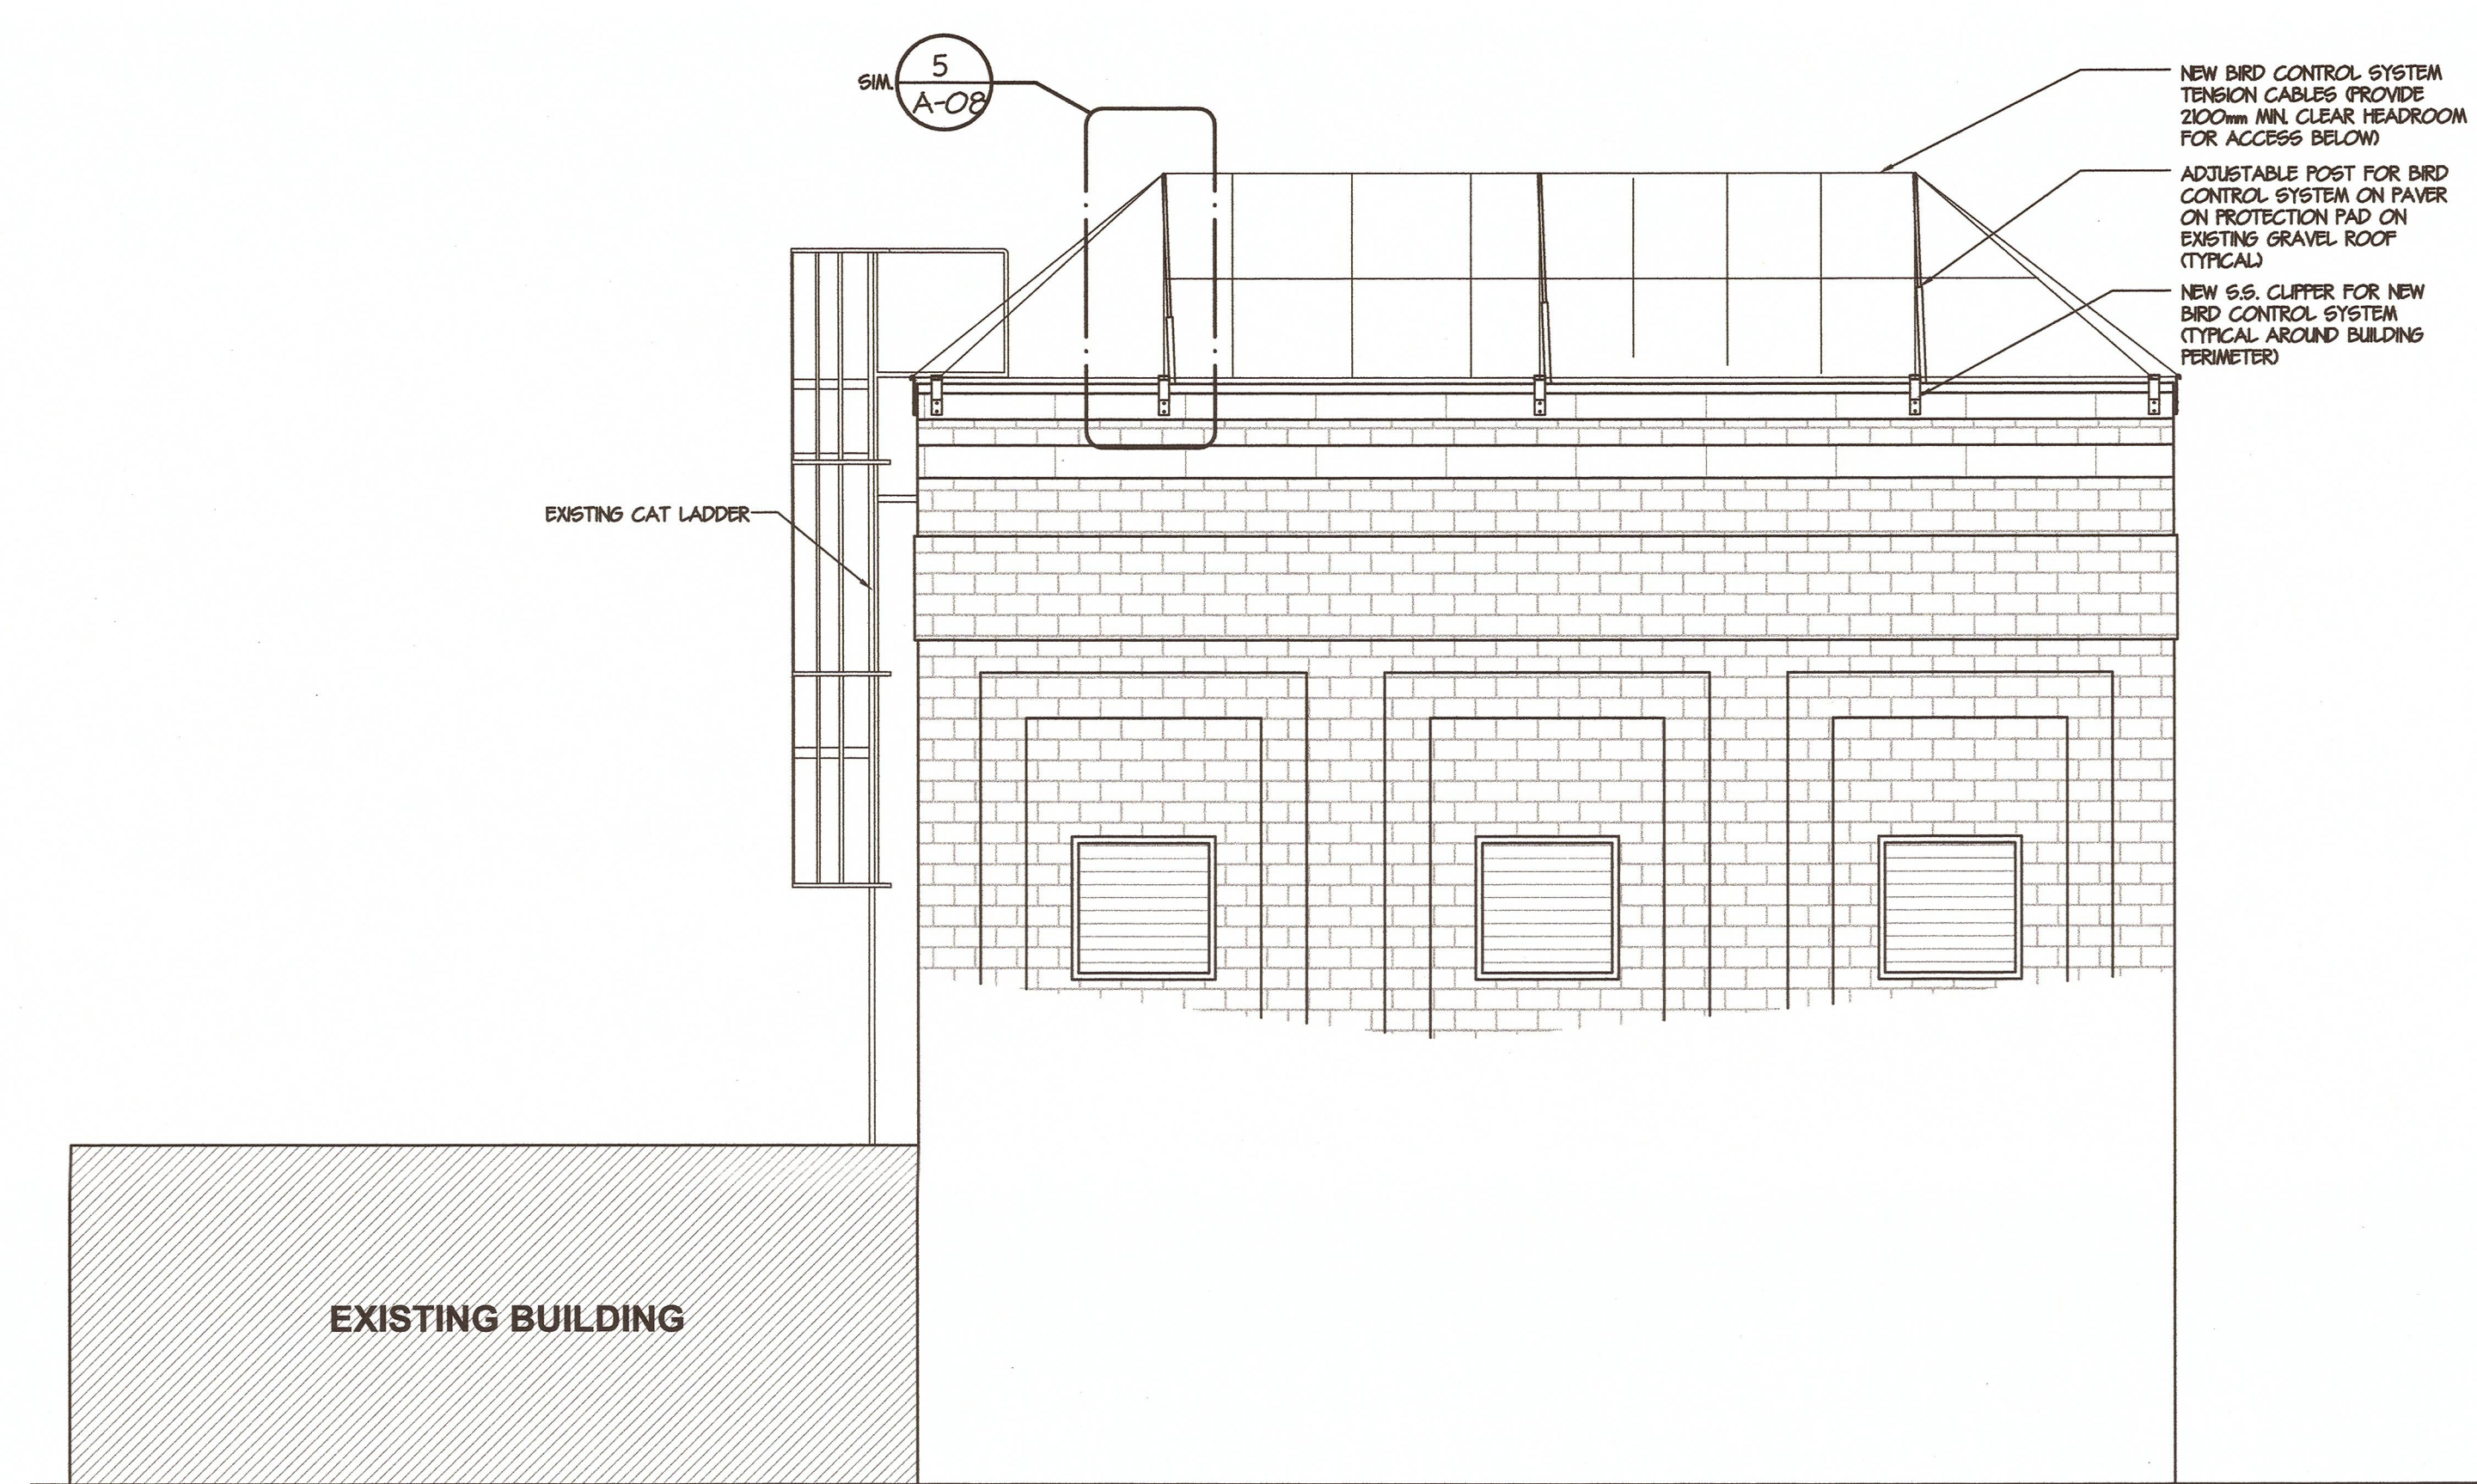 5
SIM.
A-08
NEW BIRD CONTROL SYSTEM
TENSION CABLES (PROVIDE
2100mm MIN. CLEAR HEADROOM
FOR ACCESS BELOW)
ADJUSTABLE POST FOR BIRD
CONTROL SYSTEM ON PAVER
ON PROTECTION PAD ON
EXISTING GRAVEL ROOF
(TYPICAL)
NEW S.S. CLIPPER FOR NEW
BIRD CONTROL SYSTEM
(TYPICAL AROUND BUILDING
PERIMETER)
EXISTING CAT LADDER
EXISTING BUILDING